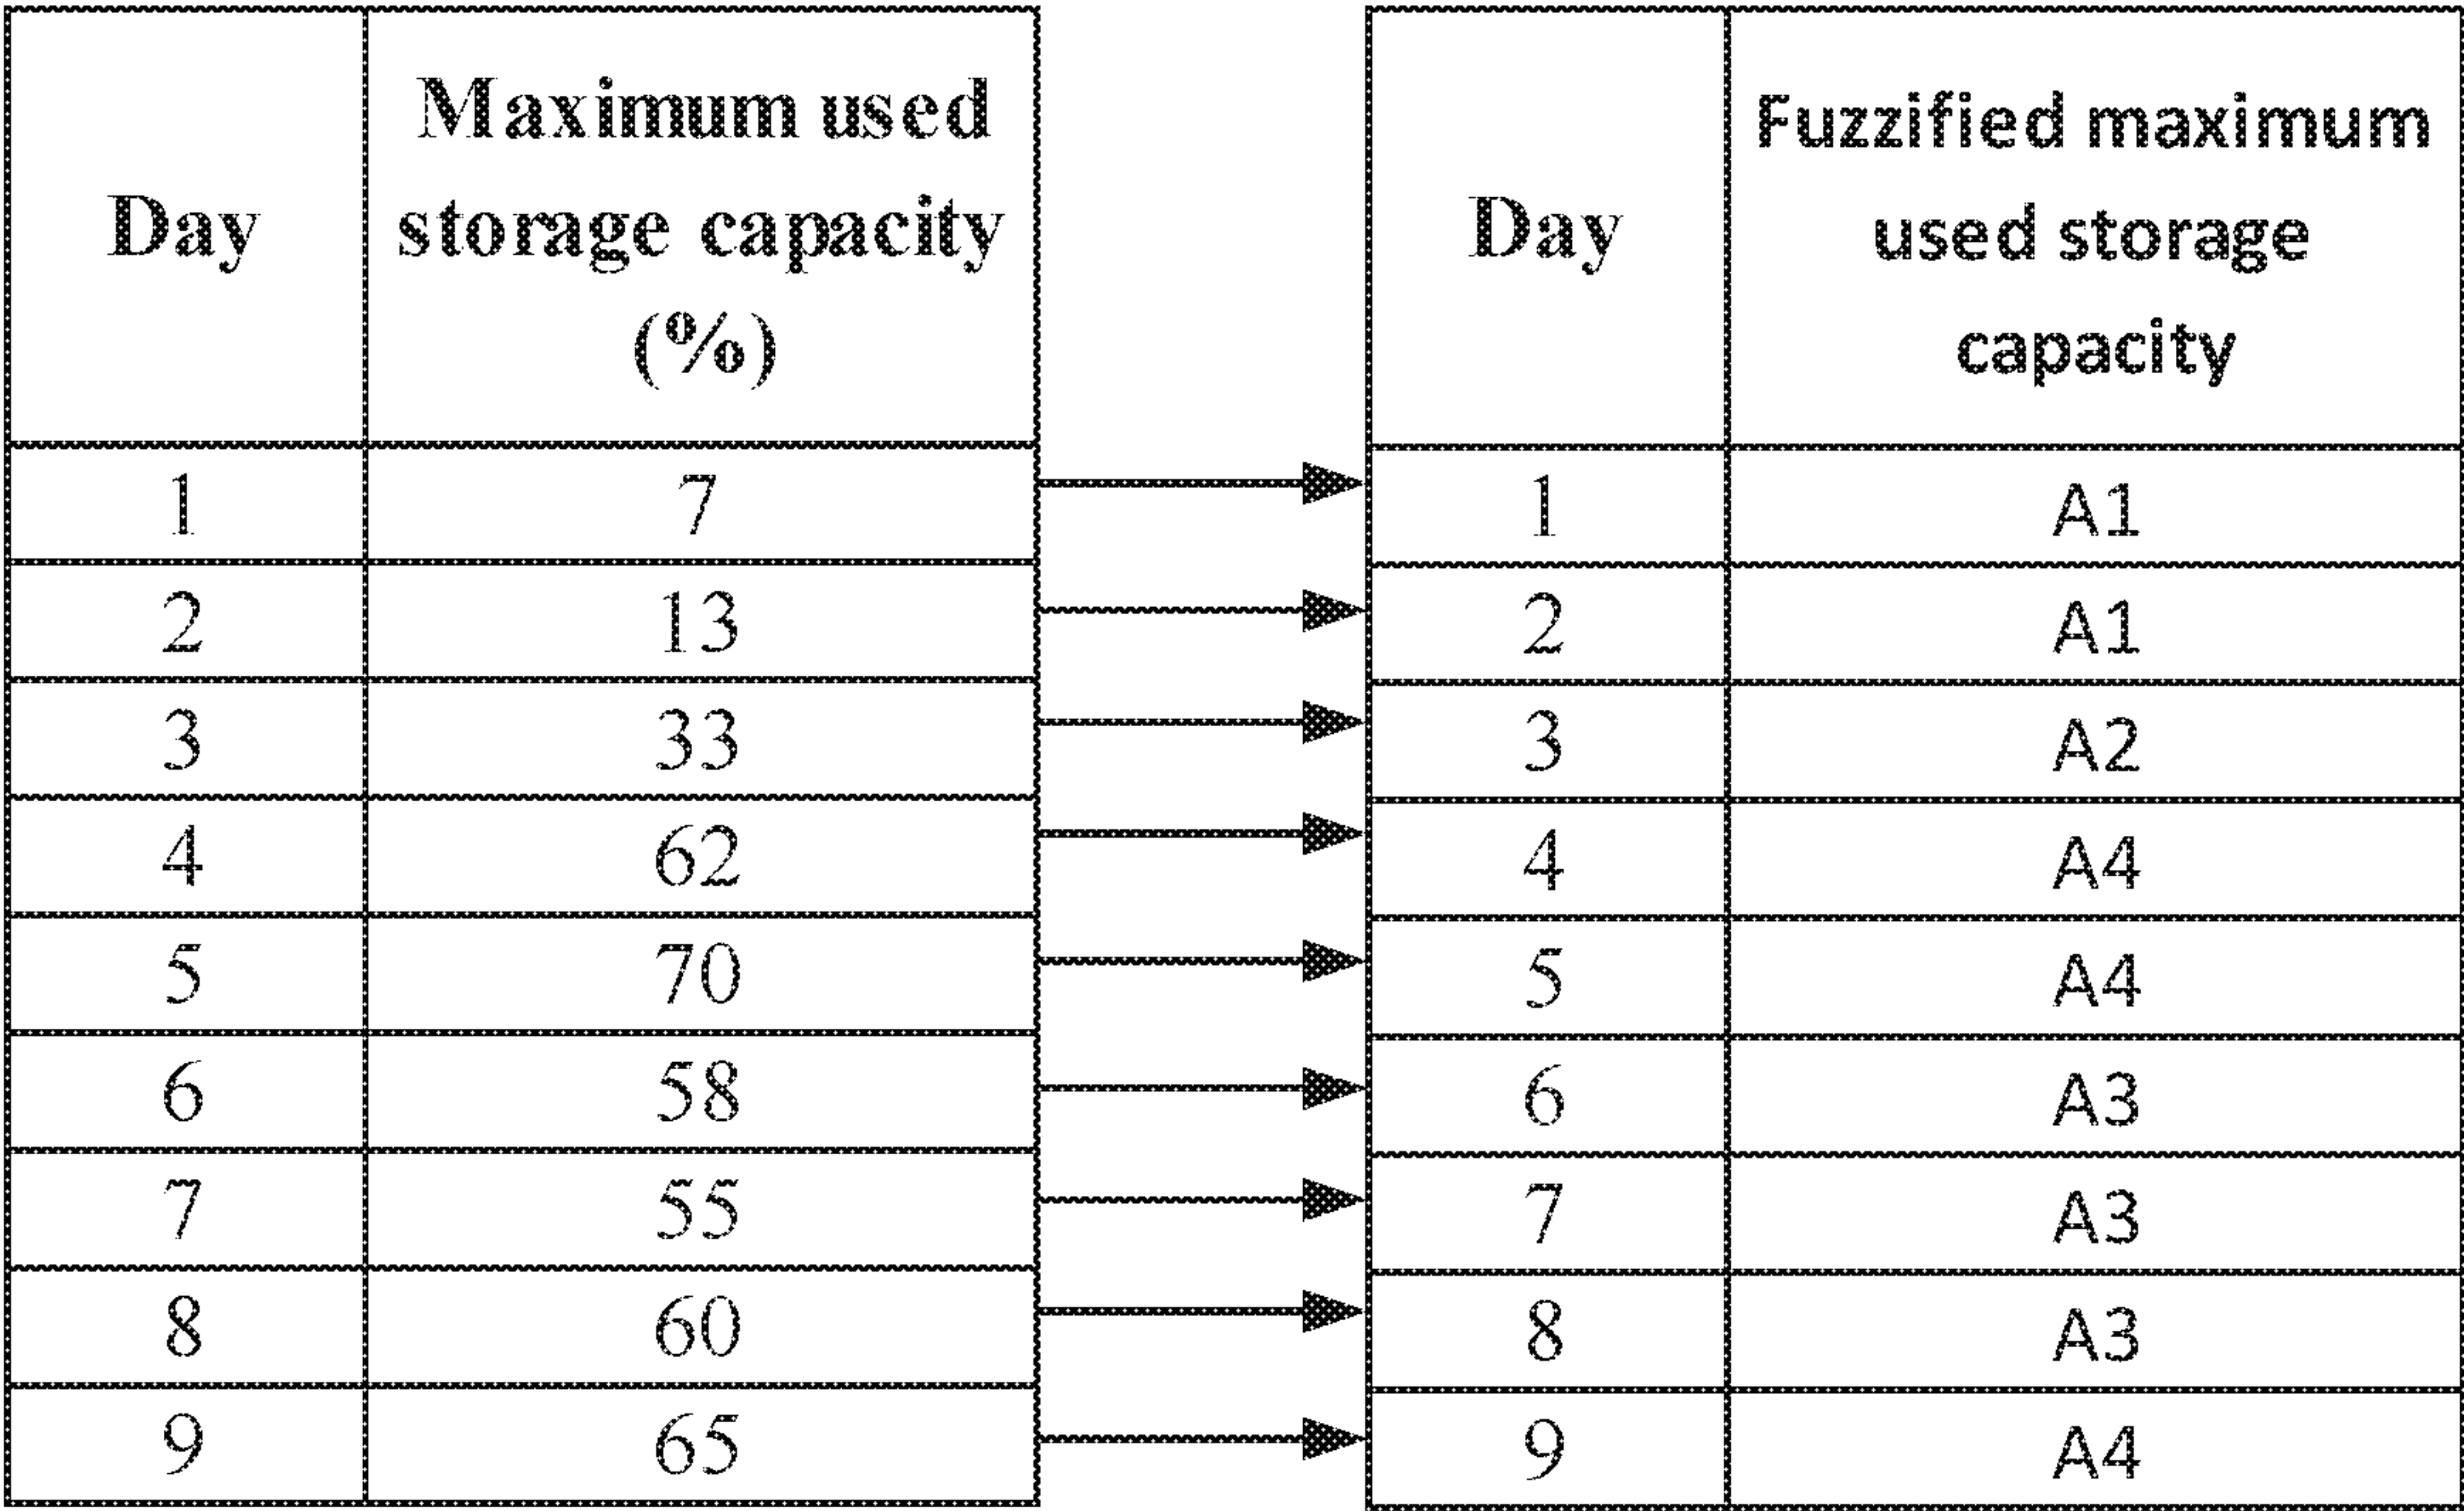 Day
Maximum used
storage capacity
(%)
1 7
2 13
3 33
4 62
5 70
6 58
7 55
8 60
9 65
Day
Fuzzified maximum
used storage
capacity
1 A1
2 A1
3 A2
4 A4
5 A4
6 A3
7 A3
8 A3
9 A4